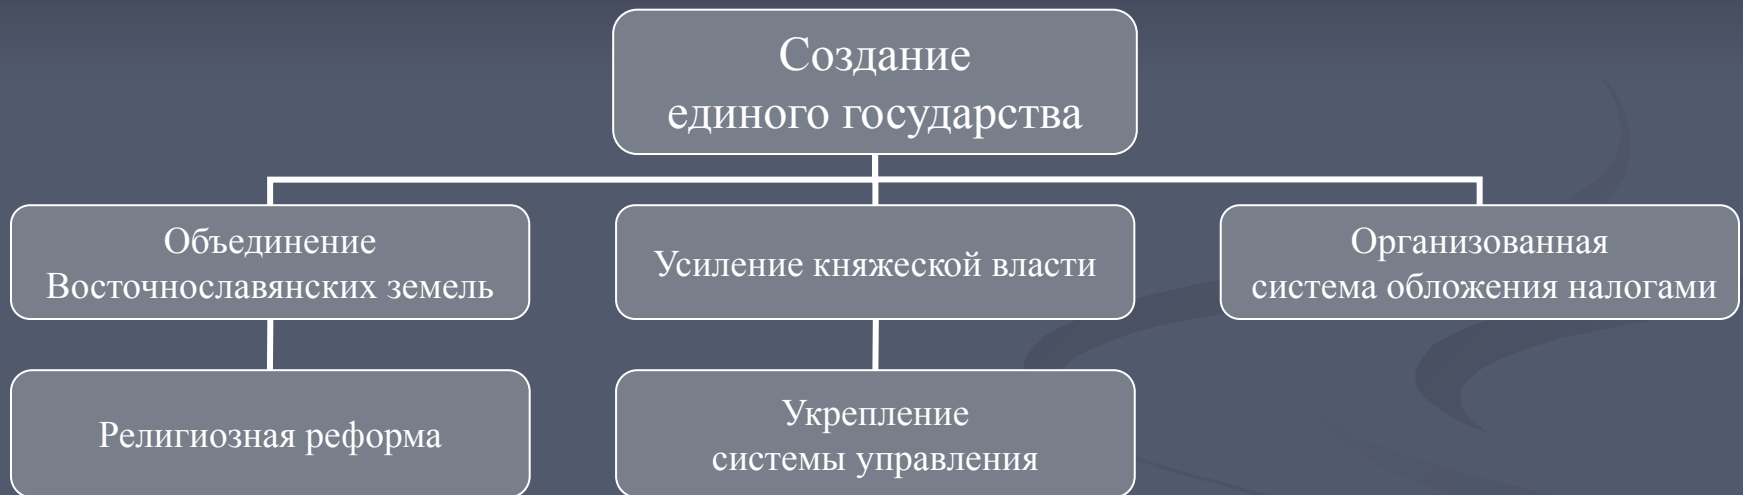 Создание
единого государства
Объединение
Восточнославянских земель
Усиление княжеской власти
Организованная
система обложения налогами
Религиозная реформа
Укрепление
системы управления